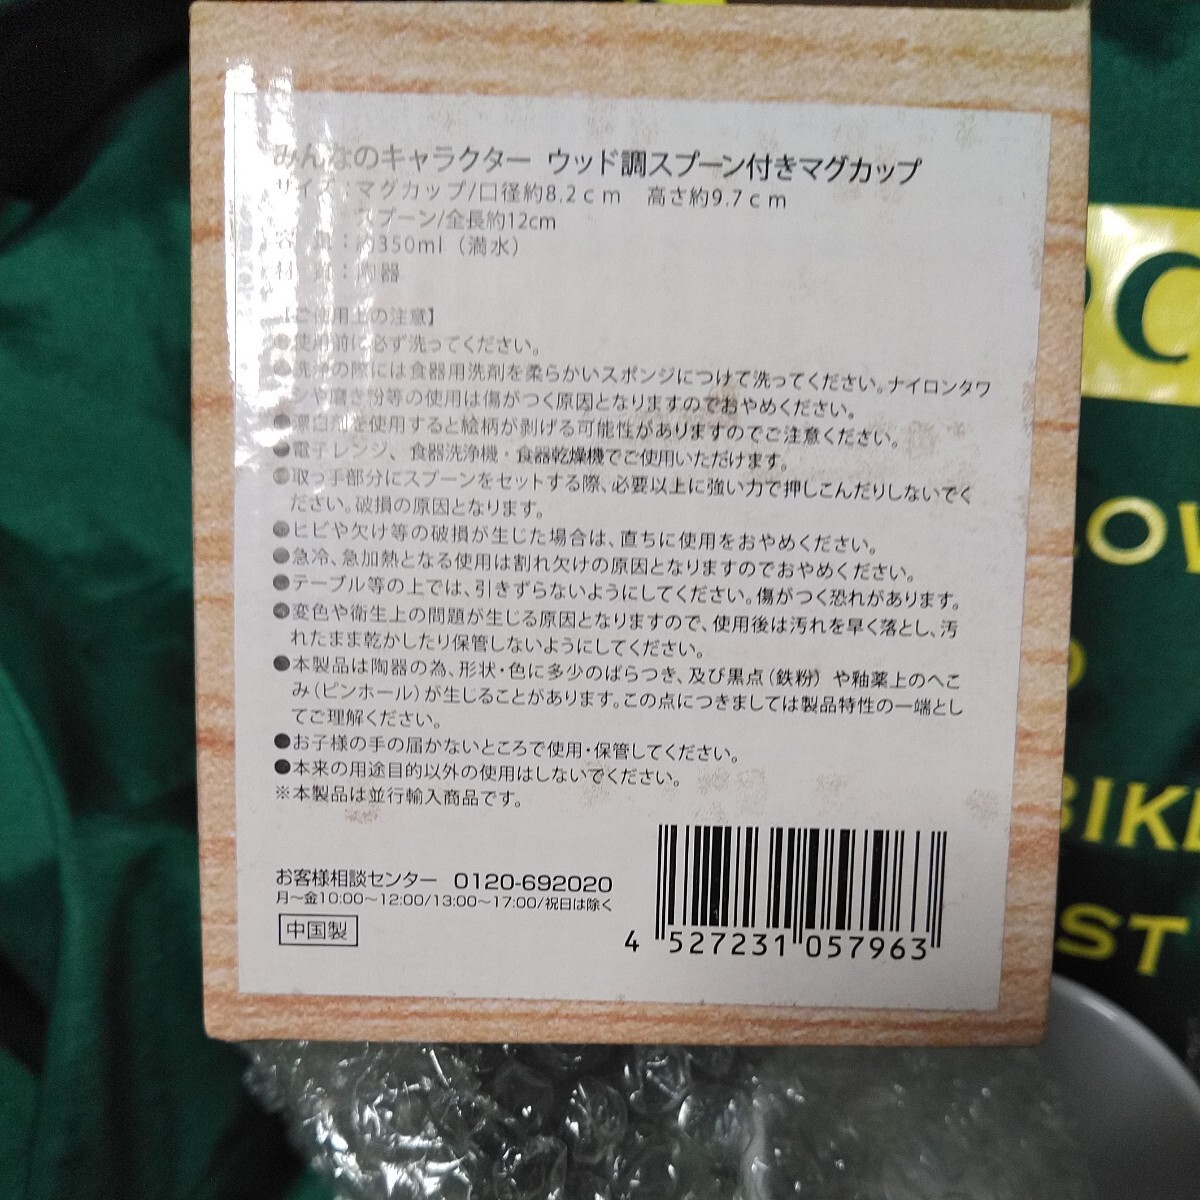 みんなのキャラクター ウッド調スプーン付きマグカップ
サイズ：マグカップ/口径約8.2cm 高さ約9.7cm
スプーン/全長約12cm
容量：約350ml（満水）
材質：陶器
【ご使用上の注意】
●使用前に必ず洗ってください。
●洗浄の際には食器用洗剤を柔らかいスポンジにつけて洗ってください。ナイロンタワ
シや磨き粉等の使用は傷がつく原因となりますのでおやめください。
●漂白剤を使用すると絵柄が剥げる可能性がありますのでご注意ください。
●電子レンジ、食器洗浄機・食器乾燥機でご使用いただけます。
●取っ手部分にスプーンをセットする際、必要以上に強い力で押しこんだりしないでく
ださい。破損の原因となります。
●ヒビや欠け等の破損が生じた場合は、直ちに使用をおやめください。
●急冷、急加熱となる使用は割れ欠けの原因となりますのでおやめください。
●テーブル等の上では、引きずらないようにしてください。傷がつく恐れがあります。
●変色や衛生上の問題が生じる原因となりますので、使用後は汚れを早く落とし、汚
れたまま乾かしたり保管しないようにしてください。
●本製品は陶器の為、形状・色に多少のばらつき、及び黒点（鉄粉）や釉薬上のへこ
み（ピンホール）が生じることがあります。この点につきましては製品特性の一端とし
てご理解ください。
●お子様の手の届かないところで使用・保管してください。
●本来の用途目的以外の使用はしないでください。
※本製品は並行輸入商品です。
お客様相談センター 0120-692020
月～金10:00～12:00/13:00～17:00/祝日は除く
中国製
4 527231 057963
BIKE
ST